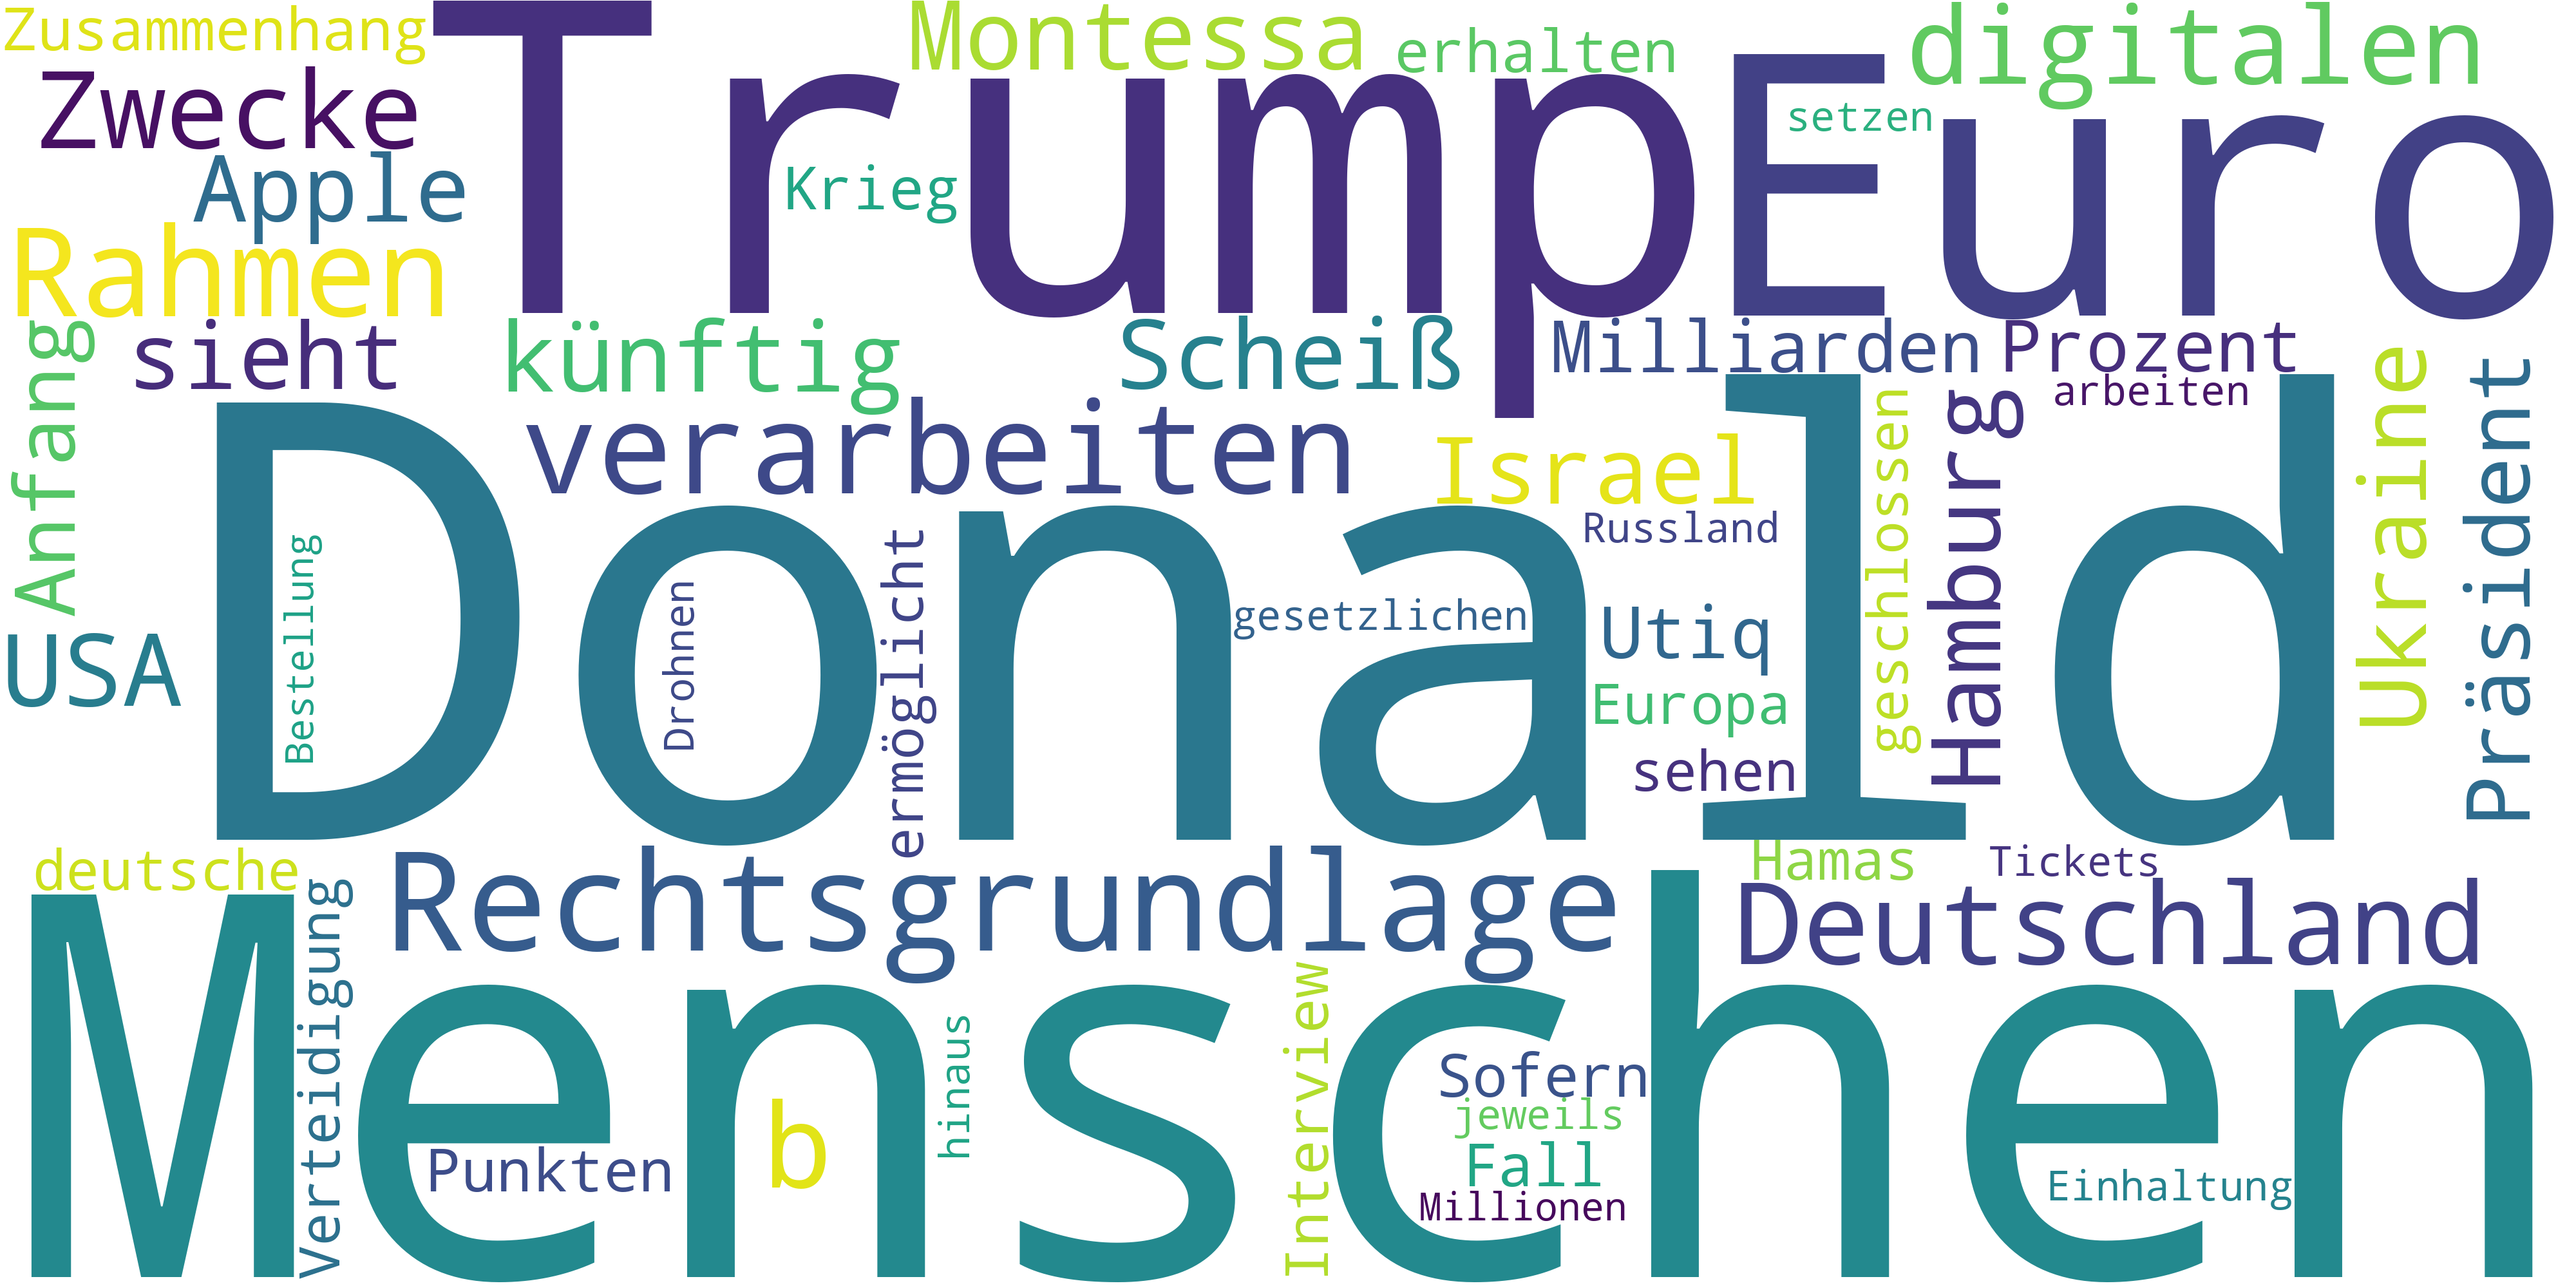 Zusammenhang
Trump
Montessa
erhalten
digitalen
Zwecke
Euro
setzen
Apple
Krieg
Rahmen
sieht
künftig
Scheiß
Milliarden
Prozent
Anfang
verarbeiten
arbeiten
Israel
geschlossen
Hamburg
Ukraine
Präsident
Donald
Russland
Bestellung
Drohnen
ermöglicht
gesetzlichen
Utiq
USA
Europa
sehen
deutsche
Rechtsgrundlage
Hamas
Tickets
Deutschland
Menschen
Verteidigung
Interview
hinaus
Sofern
jeweils
b
Punkten
Fall
Millionen
Einhaltung